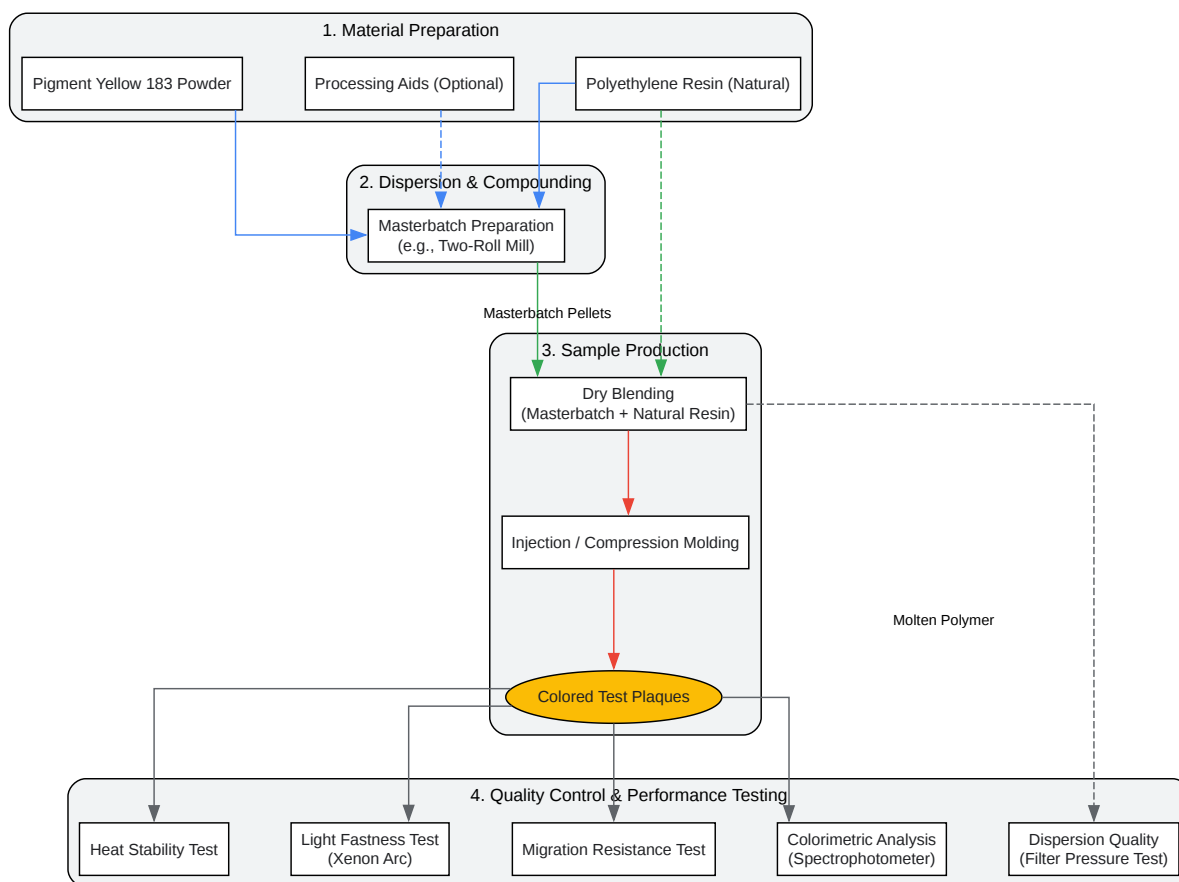 1. Material Preparation
Pigment Yellow 183 Powder
Processing Aids (Optional)
Polyethylene Resin (Natural)
2. Dispersion & Compounding
Masterbatch Preparation
(e.g., Two-Roll Mill)
Masterbatch Pellets
3. Sample Production
Dry Blending
(Masterbatch + Natural Resin)
Injection / Compression Molding
Molten Polymer
Colored Test Plaques
4. Quality Control & Performance Testing
Heat Stability Test
Light Fastness Test
(Xenon Arc)
Migration Resistance Test
Colorimetric Analysis
(Spectrophotometer)
Dispersion Quality
(Filter Pressure Test)